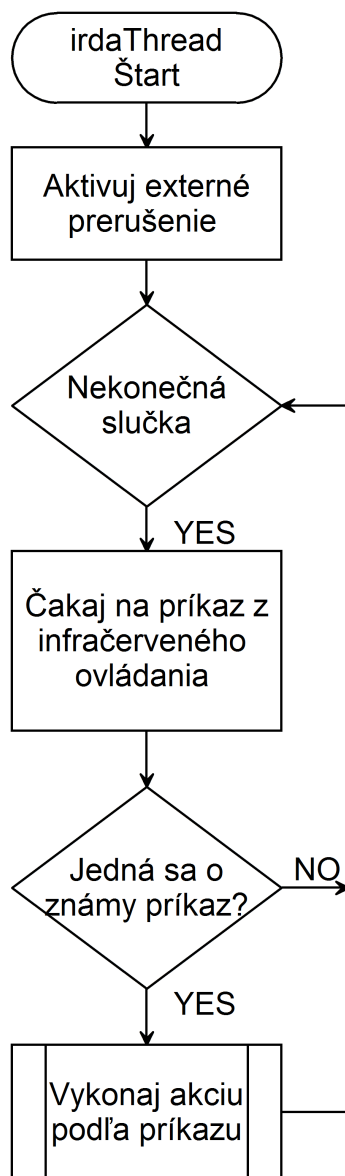 irdaThread
Štart
Aktivuj externé
prerušenie
Nekonečná
slučka
YES
Čakaj na príkaz z
infračerveného
ovládania
Jedná sa o
známy príkaz?
NO
YES
Vykonaj akciu
podľa príkazu